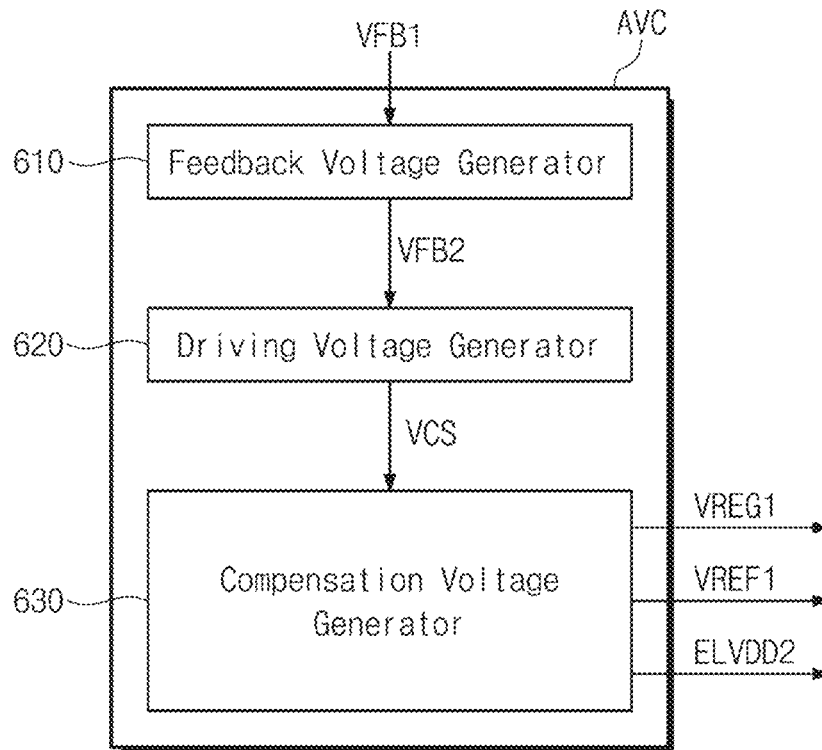 AVC
VFB1
610
Feedback Voltage Generator
VFB2
620
Driving Voltage Generator
VCS
630
Compensation Voltage
Generator
VREG1
VREF1
ELVDD2